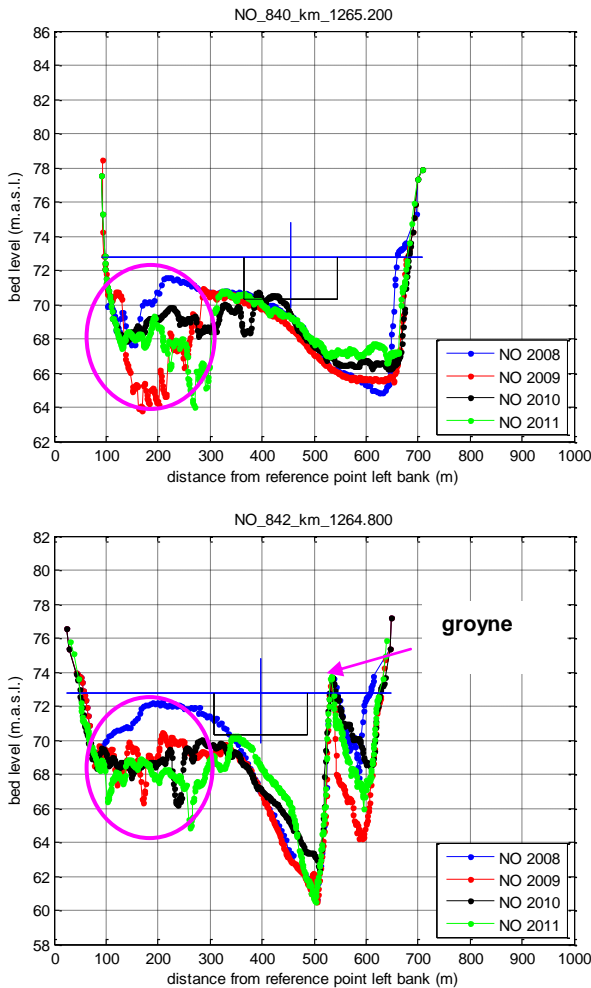 NO_840_km_1265.200
86
84
82
80
78
76
74
72
70
68
66
64
62
bed level (m.a.s.l.)
0 100 200 300 400 500 600 700 800 900 1000
distance from reference point left bank (m)
NO 2008
NO 2009
NO 2010
NO 2011
NO_842_km_1264.800
82
80
78
76
74
72
70
68
66
64
62
60
58
bed level (m.a.s.l.)
groyne
0 100 200 300 400 500 600 700 800 900 1000
distance from reference point left bank (m)
NO 2008
NO 2009
NO 2010
NO 2011